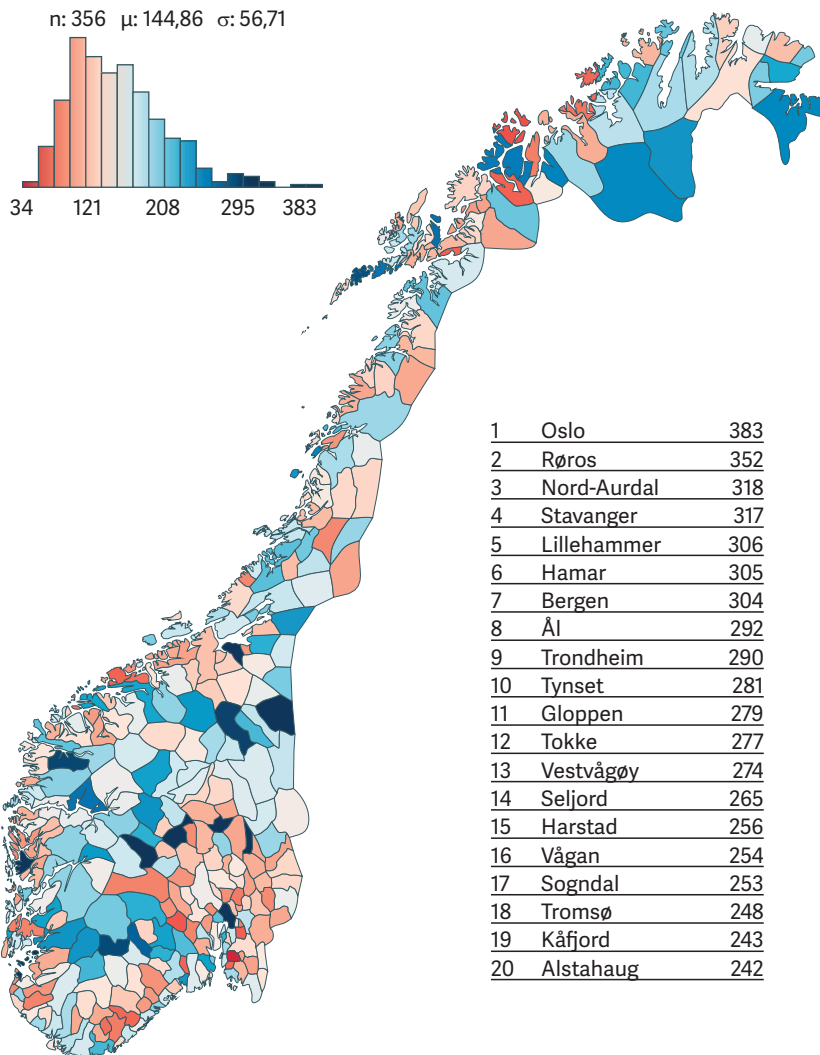 n: 356 μ: 144,86 σ: 56,71
34 121 208 295 383
1 Oslo 383
2 Røros 352
3 Nord-Aurdal 318
4 Stavanger 317
5 Lillehammer 306
6 Hamar 305
7 Bergen 304
8 Ål 292
9 Trondheim 290
10 Tynset 281
11 Gloppen 279
12 Tokke 277
13 Vestvågøy 274
14 Seljord 265
15 Harstad 256
16 Vågan 254
17 Sogndal 253
18 Tromsø 248
19 Kåfjord 243
20 Alstahaug 242